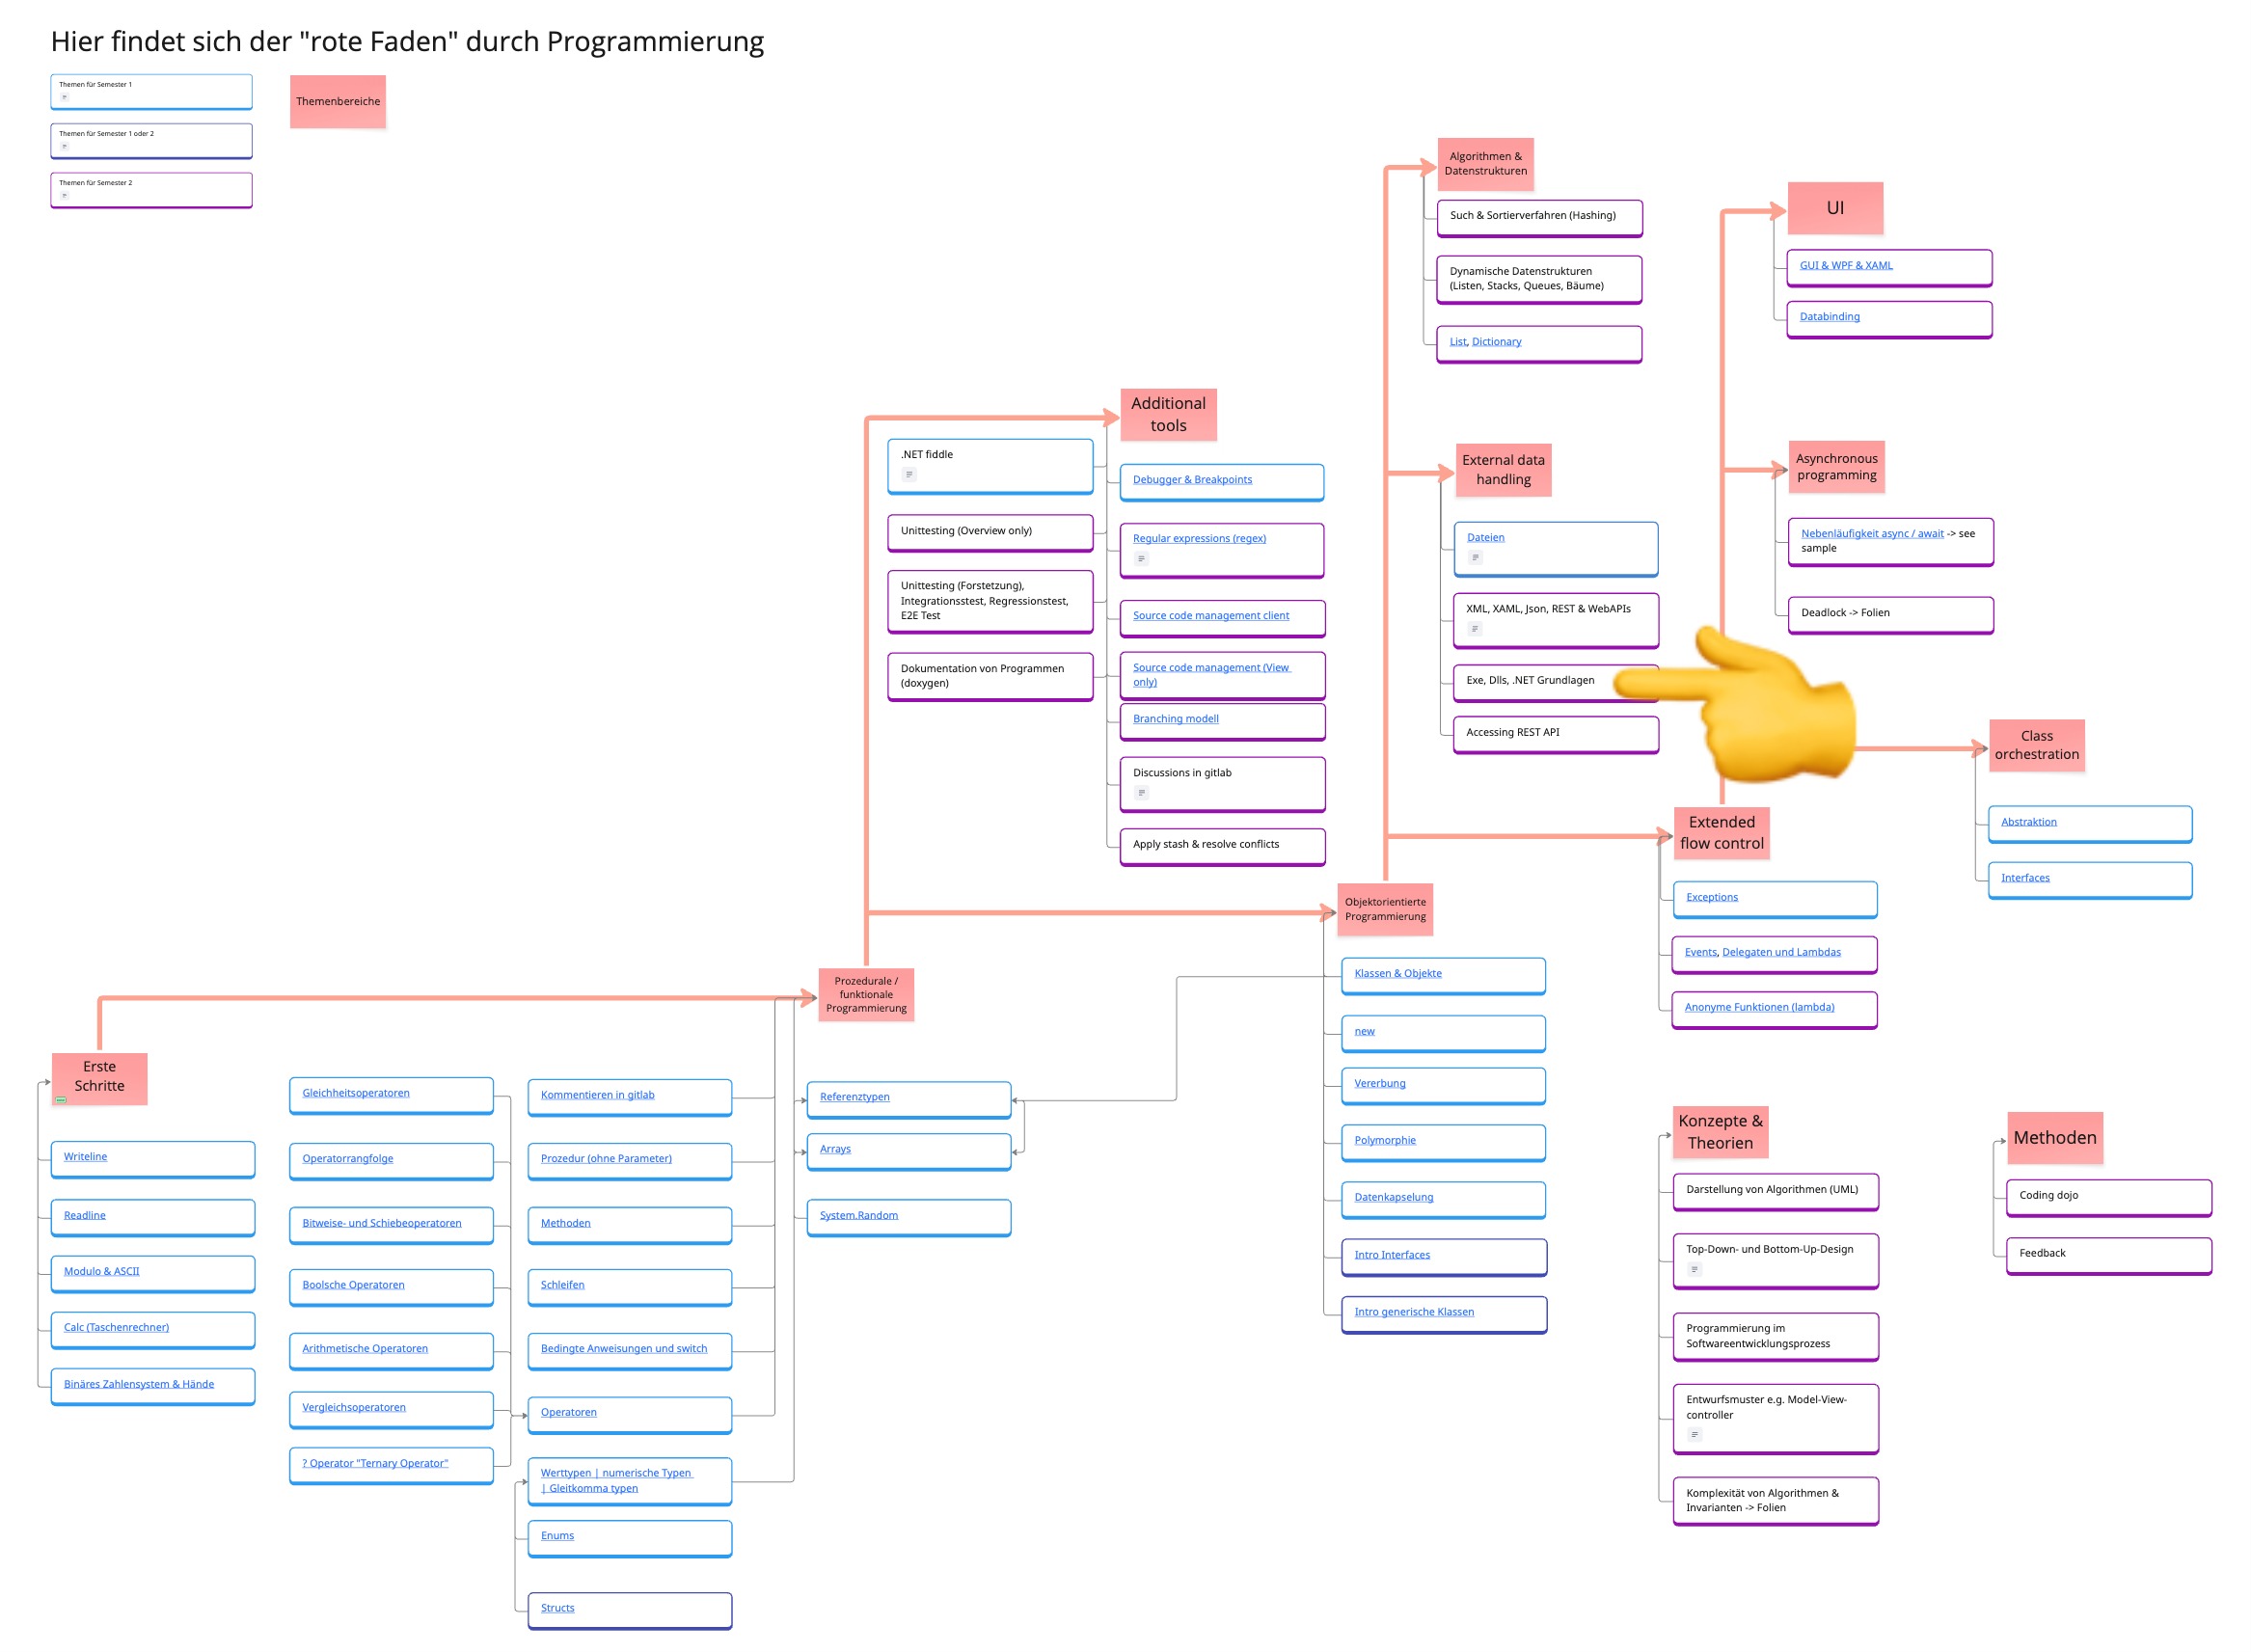 Hier findet sich der "rote Faden" durch Programmierung
Themen für Semester 1
Themen für Semester 1 oder 2
Themen für Semester 2
Themenbereiche
Algorithmen &
Datenstrukturen
Such & Sortierverfahren (Hashing)
Dynamische Datenstrukturen
(Listen, Stacks, Queues, Bäume)
List, Dictionary
UI
GUI & WPF & XAML
Databinding
Additional
tools
.NET fiddle
Unittesting (Overview only)
Unittesting (Forstetzung),
Integrationsstest, Regressionstest,
E2E Test
Dokumentation von Programmen
(doxygen)
Debugger & Breakpoints
Regular expressions (regex)
Source code management client
Source code management (View
only)
Branching modell
Discussions in gitlab
Apply stash & resolve conflicts
External data
handling
Dateien
XML, XAML, Json, REST & WebAPIs
Exe, Dlls, .NET Grundlagen
Accessing REST API
Asynchronous
programming
Nebenläufigkeit async / await -> see
sample
Deadlock -> Folien
Class
orchestration
Abstraktion
Interfaces
Extended
flow control
Exceptions
Events, Delegaten und Lambdas
Anonyme Funktionen (lambda)
Objektorientierte
Programmierung
Klassen & Objekte
new
Vererbung
Polymorphie
Datenkapselung
Intro Interfaces
Intro generische Klassen
Prozedurale /
funktionale
Programmierung
Erste
Schritte
Writeline
Readline
Modulo & ASCII
Calc (Taschenrechner)
Binäres Zahlensystem & Hände
Gleichheitsoperatoren
Operatorrangfolge
Bitweise- und Schiebeoperatoren
Boolsche Operatoren
Arithmetische Operatoren
Vergleichsoperatoren
? Operator "Ternary Operator"
Kommentieren in gitlab
Prozedur (ohne Parameter)
Methoden
Schleifen
Bedingte Anweisungen und switch
Operatoren
Werttypen | numerische Typen
| Gleitkomma typen
Enums
Structs
Referenztypen
Arrays
System.Random
Konzepte &
Theorien
Darstellung von Algorithmen (UML)
Top-Down- und Bottom-Up-Design
Programmierung im
Softwareentwicklungsprozess
Entwurfsmuster e.g. Model-View-
controller
Komplexität von Algorithmen &
Invarianten -> Folien
Methoden
Coding dojo
Feedback